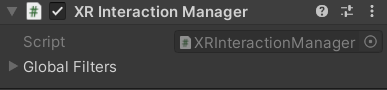 XR Interaction Manager
Script XRInteractionManager
Global Filters